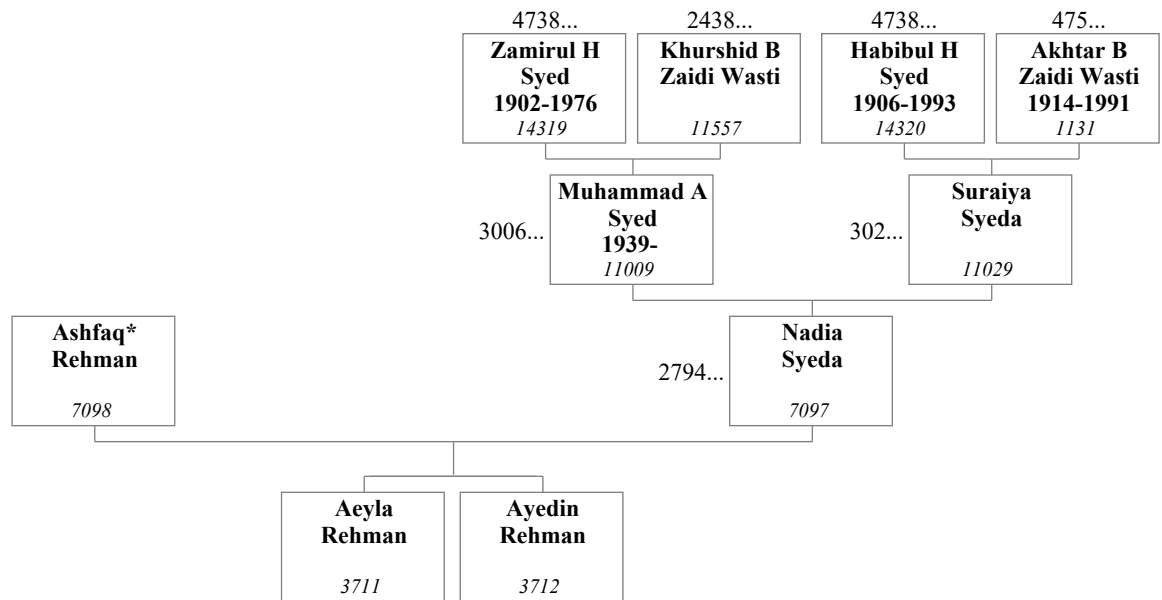 4738...
2438...
4738...
475...
Zamirul H
Syed
1902-1976
14319
Khurshid B
Zaidi Wasti
11557
Habibul H
Syed
1906-1993
14320
Akhtar B
Zaidi Wasti
1914-1991
1131
3006...
Muhammad A
Syed
1939-
11009
302...
Suraiya
Syeda
11029
Ashfaq*
Rehman
7098
2794...
Nadia
Syeda
7097
Aeyla
Rehman
3711
Ayedin
Rehman
3712